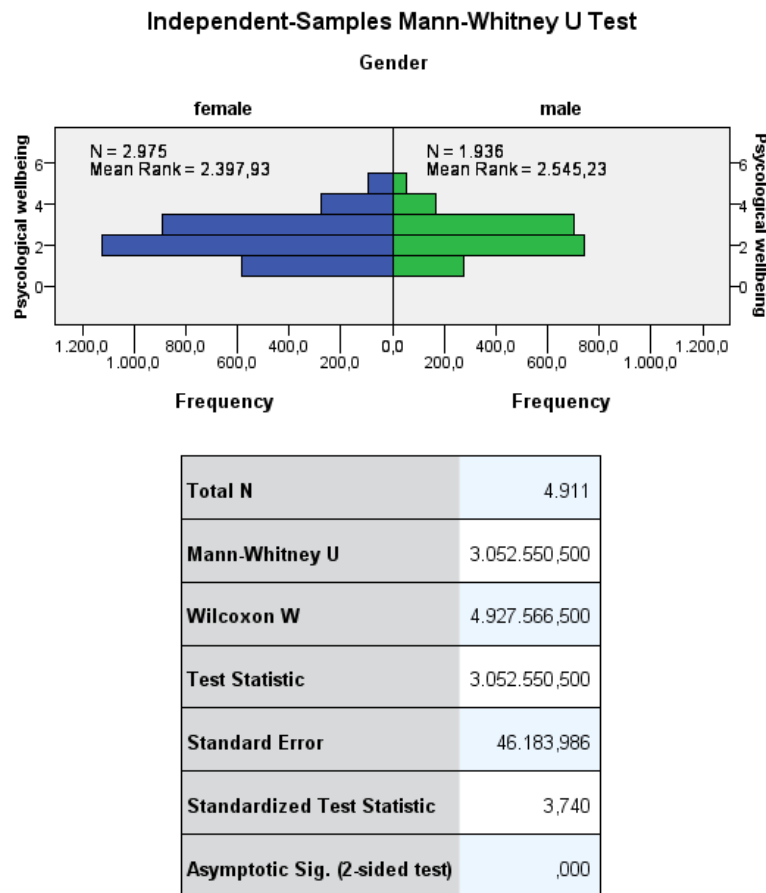 Independent-Samples Mann-Whitney U Test
Gender
female
male
Psycological wellbeing
6
4
2
0
N = 2.975
Mean Rank = 2.397,93
N = 1.936
Mean Rank = 2.545,23
6
4
2
0
Psycological wellbeing
1.200,0 800,0 400,0 0,0 400,0 800,0 1.200,0
1.000,0 600,0 200,0 200,0 600,0 1.000,0
Frequency
Frequency
Total N 4.911
Mann-Whitney U 3.052.550,500
Wilcoxon W 4.927.566,500
Test Statistic 3.052.550,500
Standard Error 46.183,986
Standardized Test Statistic 3,740
Asymptotic Sig. (2-sided test) ,000